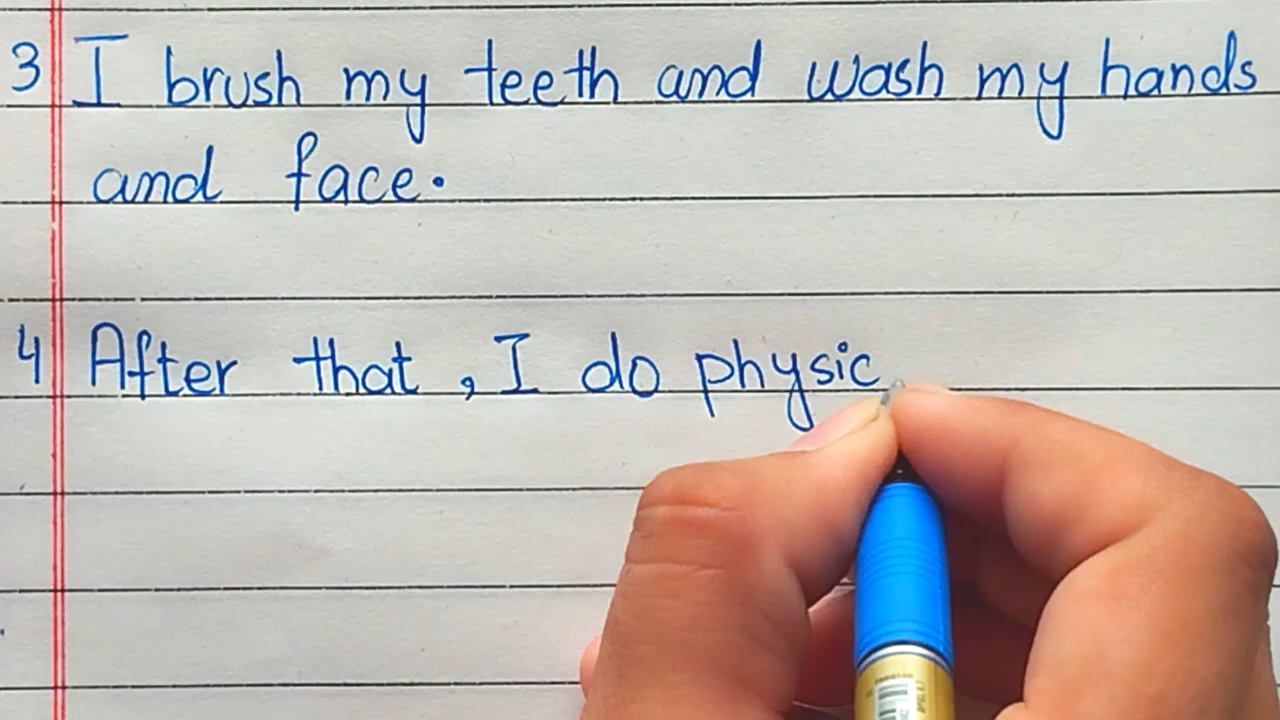 3 I brush my teeth and wash my hands
and face.
4 After that, I do physic